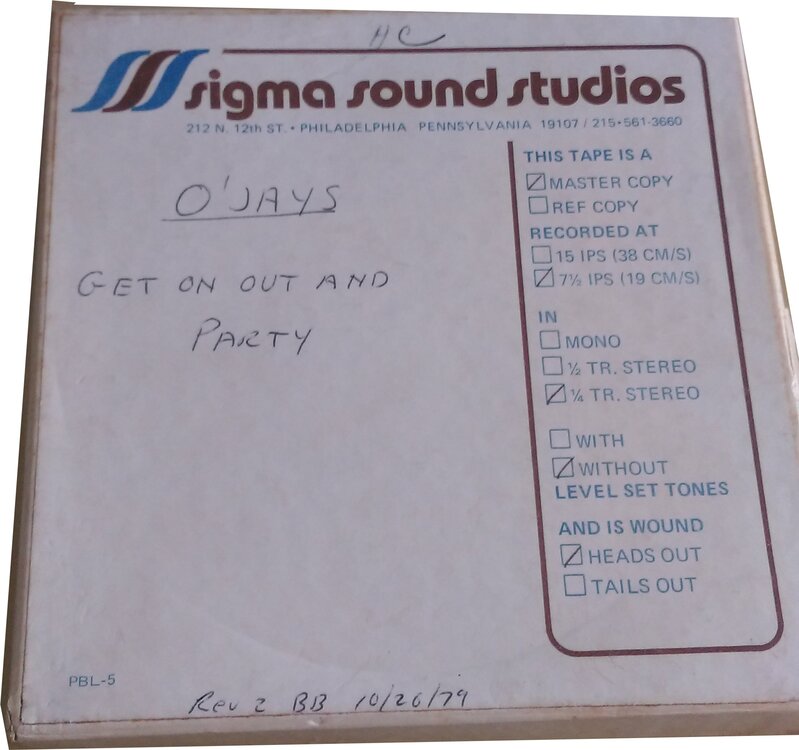 HC
sigma sound studios
212 N. 12th ST. • PHILADELPHIA PENNSYLVANIA 19107 / 215•561-3660
O'JAYS
GET ON OUT AND
PARTY
THIS TAPE IS A
MASTER COPY
REF COPY
RECORDED AT
15 IPS (38 CM/S)
7½ IPS (19 CM/S)
IN
MONO
½ TR. STEREO
¼ TR. STEREO
WITH
WITHOUT
LEVEL SET TONES
AND IS WOUND
HEADS OUT
TAILS OUT
PBL-5
Rev 2 BB 10/26/79